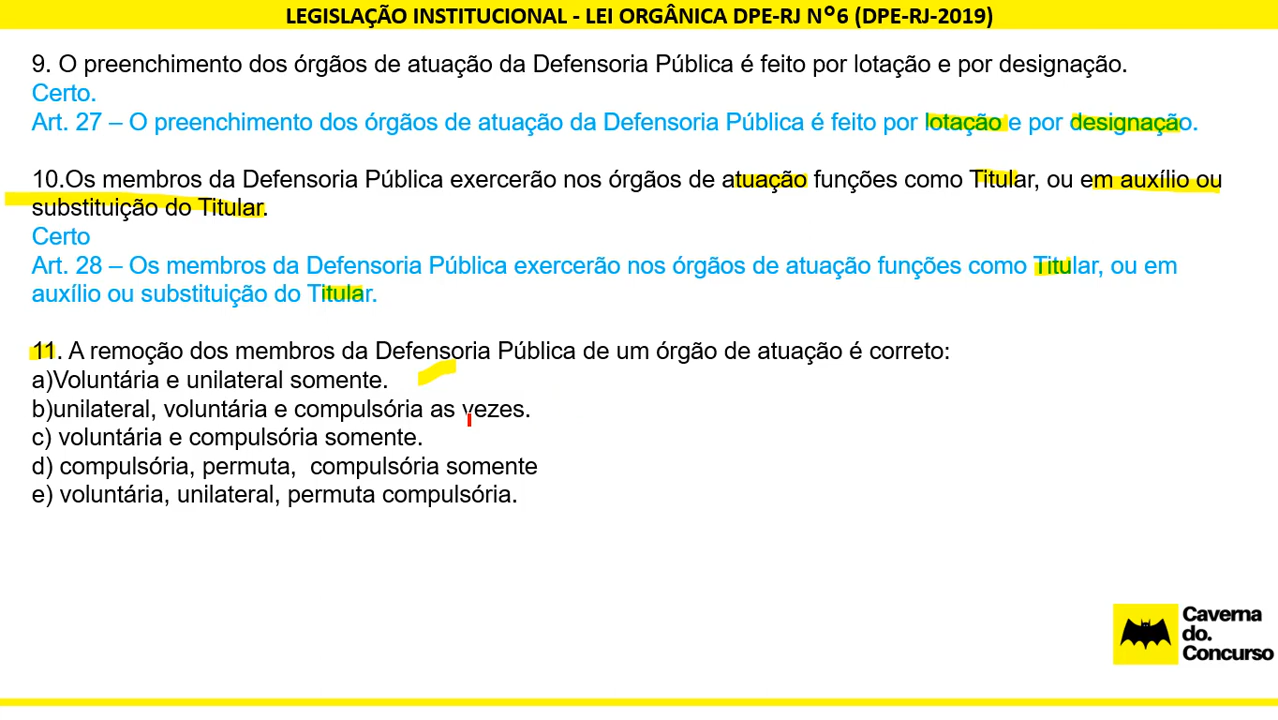 LEGISLAÇÃO INSTITUCIONAL - LEI ORGÂNICA DPE-RJ Nº6 (DPE-RJ-2019)
9. O preenchimento dos órgãos de atuação da Defensoria Pública é feito por lotação e por designação.
Certo.
Art. 27 – O preenchimento dos órgãos de atuação da Defensoria Pública é feito por lotação e por designação.
10.Os membros da Defensoria Pública exercerão nos órgãos de atuação funções como Titular, ou em auxílio ou
substituição do Titular.
Certo
Art. 28 – Os membros da Defensoria Pública exercerão nos órgãos de atuação funções como Titular, ou em
auxílio ou substituição do Titular.
11. A remoção dos membros da Defensoria Pública de um órgão de atuação é correto:
a)Voluntária e unilateral somente.
b)unilateral, voluntária e compulsória as vezes.
c) voluntária e compulsória somente.
d) compulsória, permuta, compulsória somente
e) voluntária, unilateral, permuta compulsória.
Caverna
do.
Concurso